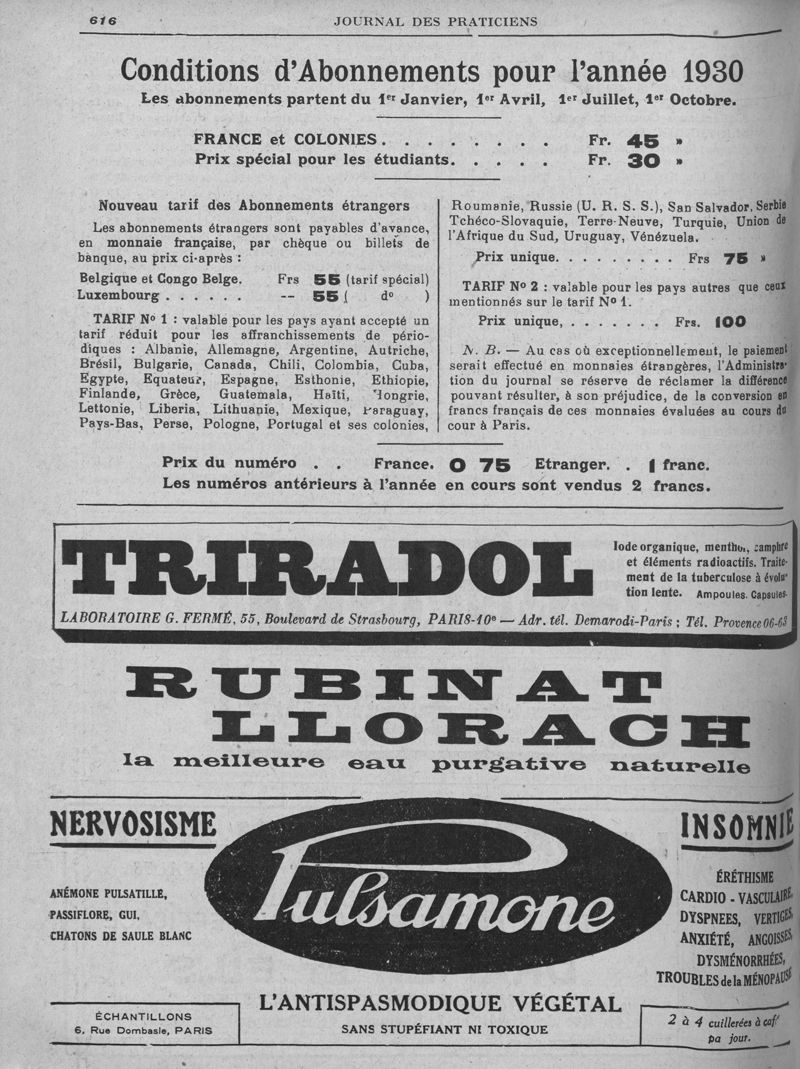 616
JOURNAL DES PRATICIENS
Conditions d'Abonnements pour l'année 1930
Les abonnements partent du 1er Janvier, 1er Avril, 1er Juillet, 1er Octobre.
FRANCE et COLONIES. . . . . . . . Fr. 45 »
Prix spécial pour les étudiants. . . . . Fr. 30 »
Nouveau tarif des Abonnements étrangers
Les abonnements étrangers sont payables d'avance,
en monnaie française, par chèque ou billets de
banque, au prix ci-après :
Belgique et Congo Belge. Frs 55 (tarif spécial)
Luxembourg . . . . . . — 55 ( do )
TARIF No 1 : valable pour les pays ayant accepté un
tarif réduit pour les affranchissements de pério-
diques : Albanie, Allemagne, Argentine, Autriche,
Brésil, Bulgarie, Canada, Chili, Colombia, Cuba,
Egypte, Equateur, Espagne, Esthonie, Ethiopie,
Finlande, Grèce, Guatemala, Haïti, Hongrie,
Lettonie, Liberia, Lithuanie, Mexique, Paraguay,
Pays-Bas, Perse, Pologne, Portugal et ses colonies,
Roumanie, Russie (U. R. S. S.), San Salvador, Serbie
Tchéco-Slovaquie, Terre-Neuve, Turquie, Union de
l'Afrique du Sud, Uruguay, Vénézuela.
Prix unique. . . . . . . . . Frs 75 »
TARIF No 2 : valable pour les pays autres que ceux
mentionnés sur le tarif No 1.
Prix unique, . . . . . . . Frs. 100
N. B. — Au cas où exceptionnellement, le paiement
serait effectué en monnaies étrangères, l'Administra-
tion du journal se réserve de réclamer la différence
pouvant résulter, à son préjudice, de la conversion en
francs français de ces monnaies évaluées au cours du
cour à Paris.
Prix du numéro . . France. 0 75 Etranger. . 1 franc.
Les numéros antérieurs à l'année en cours sont vendus 2 francs.
TRIRADOL
Iode organique, menthol, camphre
et éléments radioactifs. Traite-
ment de la tuberculose à évolu-
tion lente. Ampoules. Capsules.
LABORATOIRE G. FERMÉ, 55, Boulevard de Strasbourg, PARIS-10e — Adr. tél. Demarodi-Paris ; Tél. Provence 06-63
RUBINAT
LLORACH
la meilleure eau purgative naturelle
NERVOSISME
ANÉMONE PULSATILLE,
PASSIFLORE, GUI,
CHATONS DE SAULE BLANC
Pulsamone
INSOMNIE
ÉRÉTHISME
CARDIO-VASCULAIRE,
DYSPNEES, VERTIGES,
ANXIÉTÉ, ANGOISSES,
DYSMÉNORRHÉES,
TROUBLES de la MÉNOPAUSE
L'ANTISPASMODIQUE VÉGÉTAL
SANS STUPÉFIANT NI TOXIQUE
ÉCHANTILLONS
6, Rue Dombasle, PARIS
2 à 4 cuillerées à caf'
pa jour.